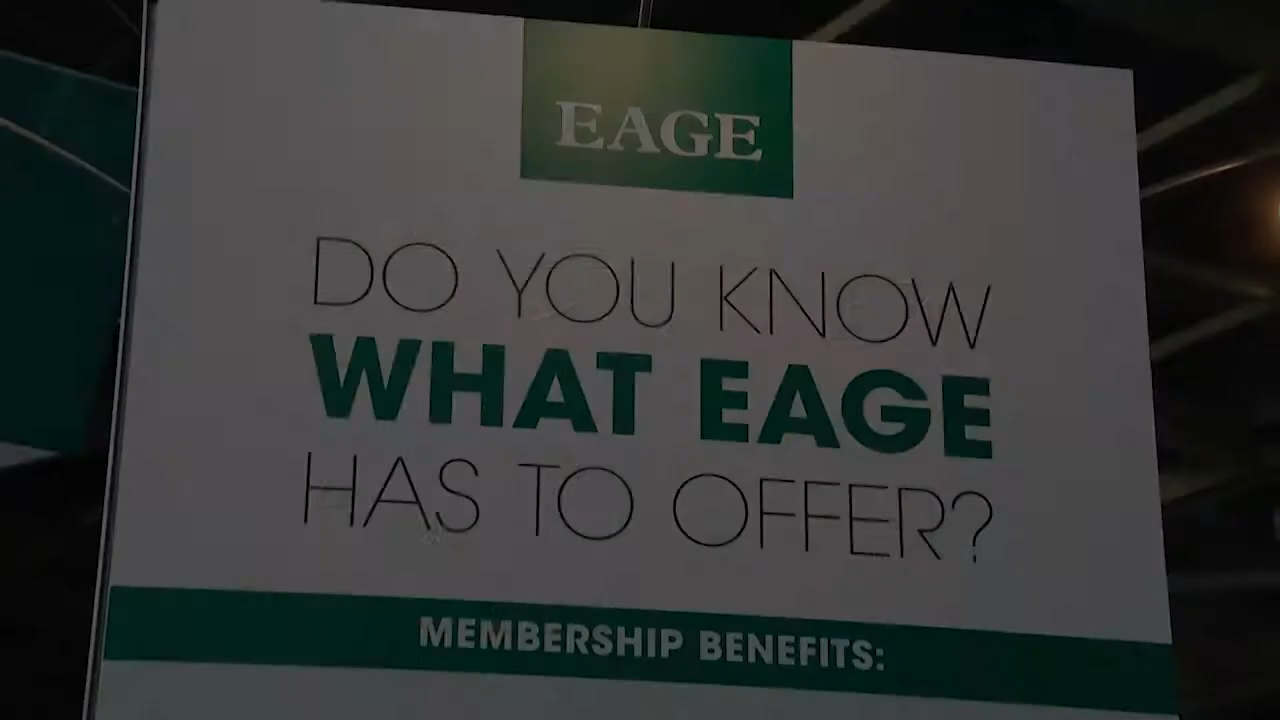 EAGE
DO YOU KNOW
WHAT EAGE
HAS TO OFFER?
MEMBERSHIP BENEFITS: